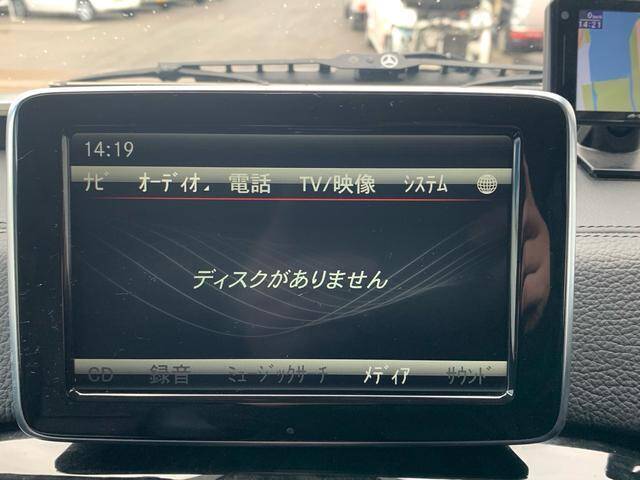 14:19
ナビ オーディオ 電話 TV/映像 システム
ディスクがありません
CD 録音 ミュージックサーチ メディア サウンド
14:21